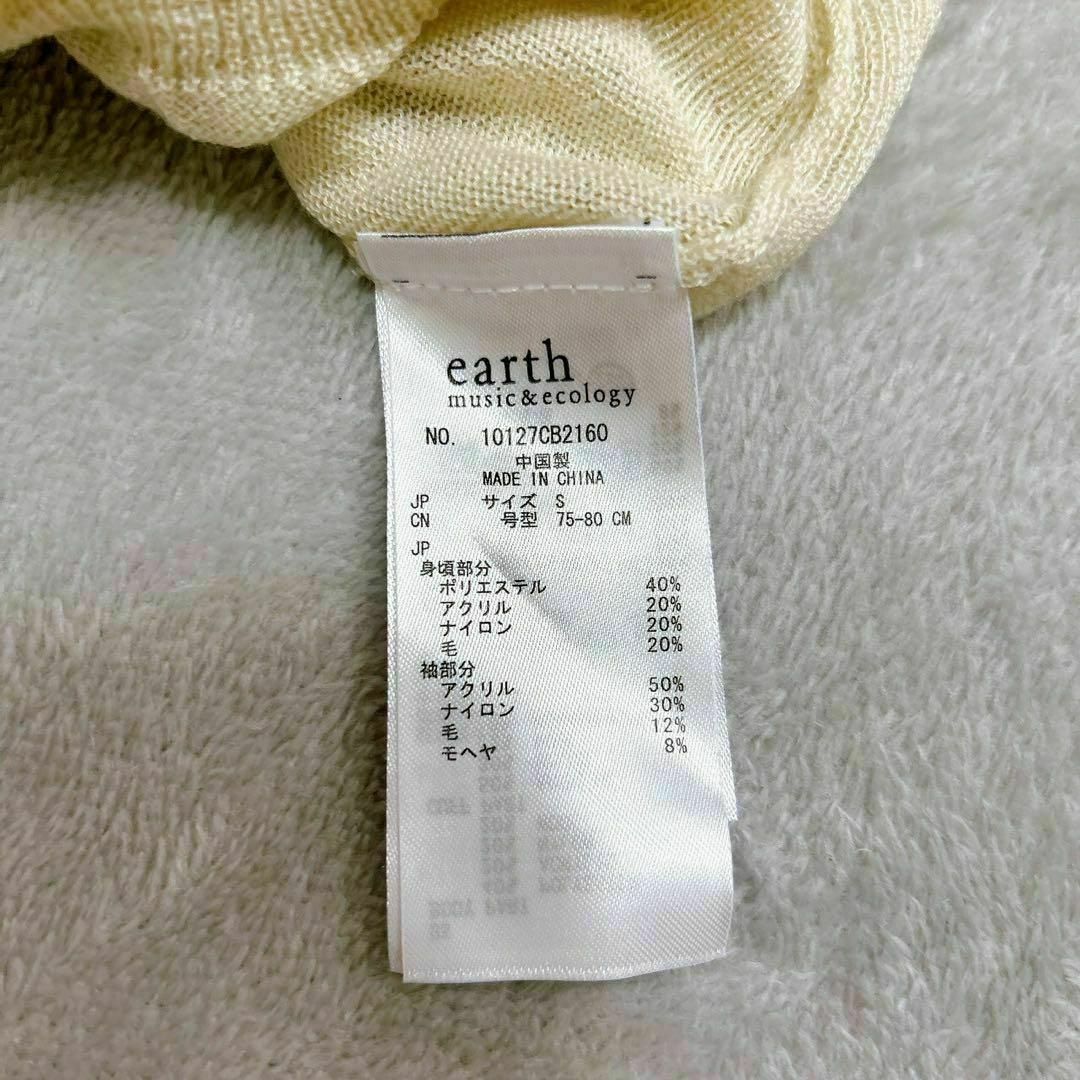 earth
music&ecology
NO. 10127CB2160
中国製
MADE IN CHINA
JP サイズ S
CN 号型 75-80 CM
JP
身頃部分
ポリエステル 40%
アクリル 20%
ナイロン 20%
毛 20%
袖部分
アクリル 50%
ナイロン 30%
毛 12%
モヘヤ 8%